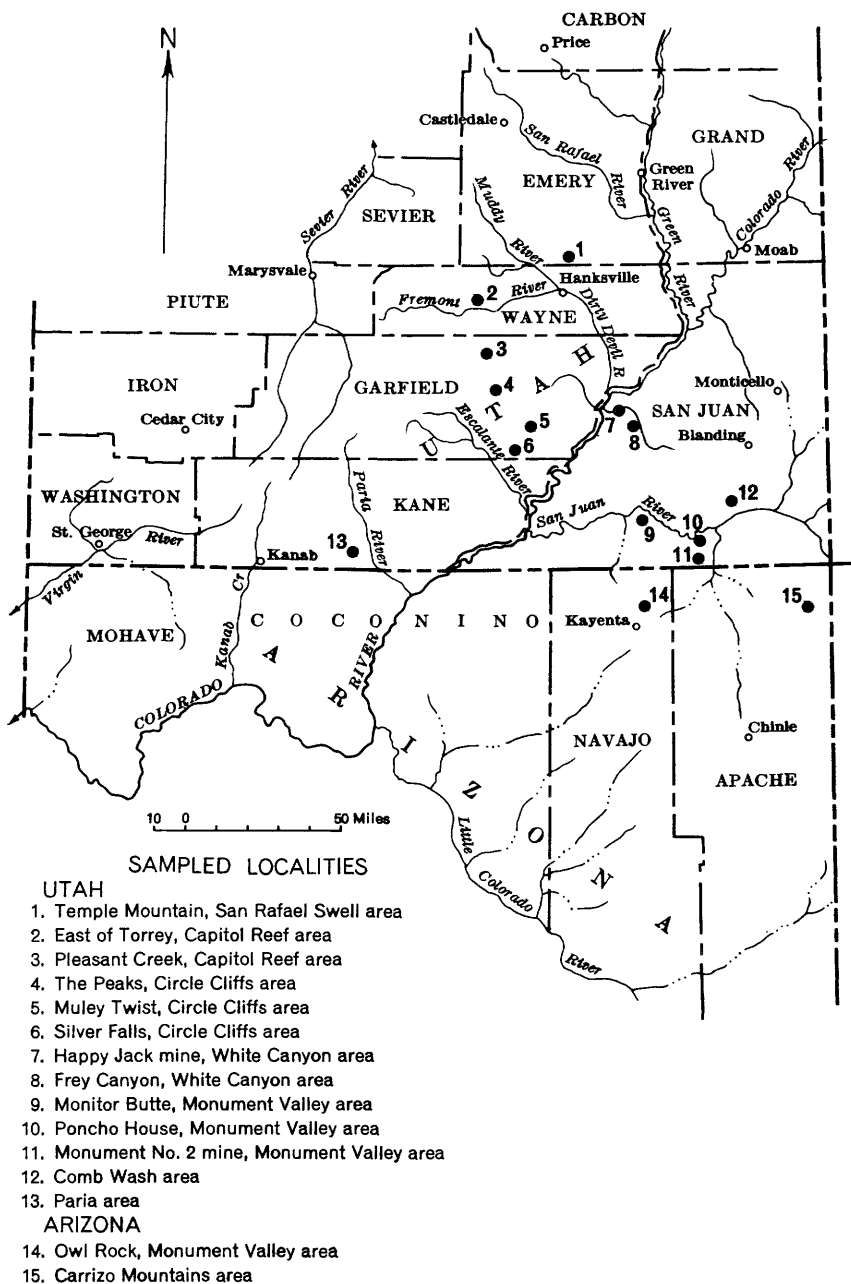 CARBON
N
Price
Castledale
San Rafael River
GRAND
Green River
EMERY
Sevier River
SEVIER
Muddy River
Green River
Colorado River
Moab
1
Marysvale
Hanksville
PIUTE
2
Fremont River
WAYNE
Dirty Devil R
3
UTAH
IRON
GARFIELD
4
Monticello
7
SAN JUAN
Cedar City
5
8
Blanding
6
Escalante River
WASHINGTON
KANE
Paria River
12
San Juan River
St. George
9
10
13
11
Kanab
Virgin River
14
15
COCONINO
Kayenta
MOHAVE
Kanab Cr
ARIZONA
COLORADO RIVER
NAVAJO
Chinle
APACHE
10 0 50 Miles
Little Colorado River
SAMPLED LOCALITIES
UTAH
1. Temple Mountain, San Rafael Swell area
2. East of Torrey, Capitol Reef area
3. Pleasant Creek, Capitol Reef area
4. The Peaks, Circle Cliffs area
5. Muley Twist, Circle Cliffs area
6. Silver Falls, Circle Cliffs area
7. Happy Jack mine, White Canyon area
8. Frey Canyon, White Canyon area
9. Monitor Butte, Monument Valley area
10. Poncho House, Monument Valley area
11. Monument No. 2 mine, Monument Valley area
12. Comb Wash area
13. Paria area
ARIZONA
14. Owl Rock, Monument Valley area
15. Carrizo Mountains area